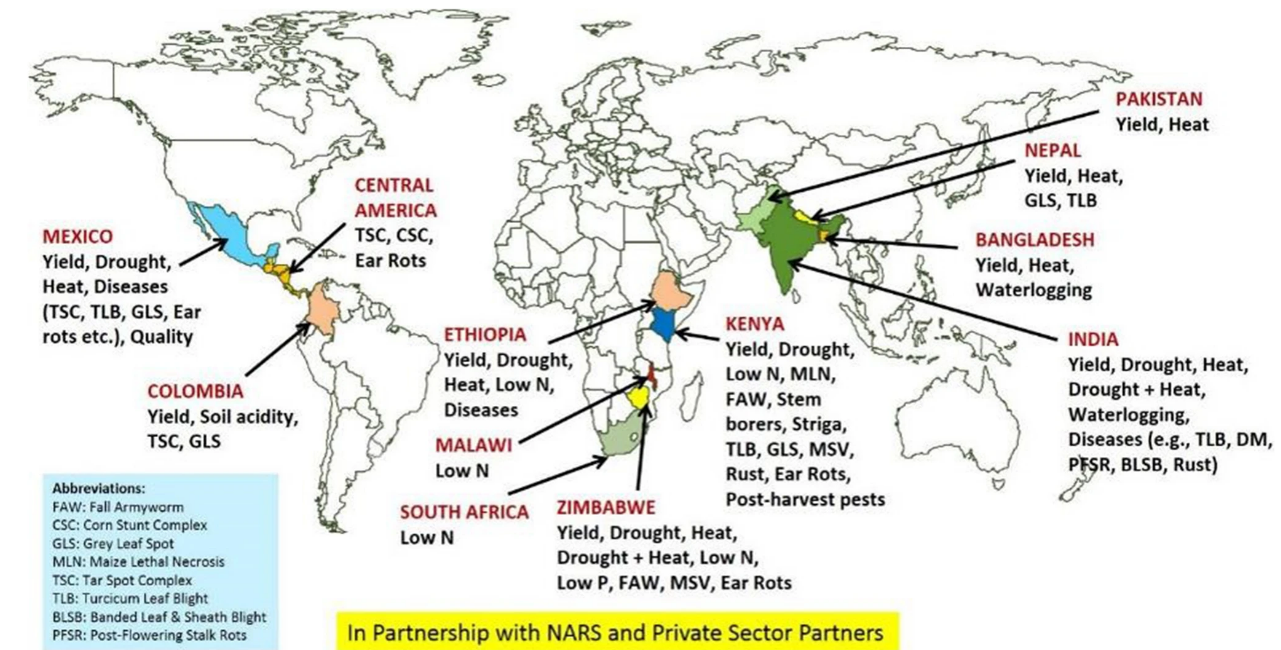 PAKISTAN
Yield, Heat
NEPAL
Yield, Heat,
GLS, TLB
CENTRAL
AMERICA
TSC, CSC,
Ear Rots
MEXICO
Yield, Drought,
Heat, Diseases
(TSC, TLB, GLS, Ear
rots etc.), Quality
BANGLADESH
Yield, Heat,
Waterlogging
ETHIOPIA
Yield, Drought,
Heat, Low N,
Diseases
KENYA
Yield, Drought,
Low N, MLN,
FAW, Stem
borers, Striga,
TLB, GLS, MSV,
Rust, Ear Rots,
Post-harvest pests
INDIA
Yield, Drought, Heat,
Drought + Heat,
Waterlogging,
Diseases (e.g., TLB, DM,
PFSR, BLSB, Rust)
COLOMBIA
Yield, Soil acidity,
TSC, GLS
MALAWI
Low N
SOUTH AFRICA
Low N
ZIMBABWE
Yield, Drought, Heat,
Drought + Heat, Low N,
Low P, FAW, MSV, Ear Rots
Abbreviations:
FAW: Fall Armyworm
CSC: Corn Stunt Complex
GLS: Grey Leaf Spot
MLN: Maize Lethal Necrosis
TSC: Tar Spot Complex
TLB: Turcicum Leaf Blight
BLSB: Banded Leaf & Sheath Blight
PFSR: Post-Flowering Stalk Rots
In Partnership with NARS and Private Sector Partners